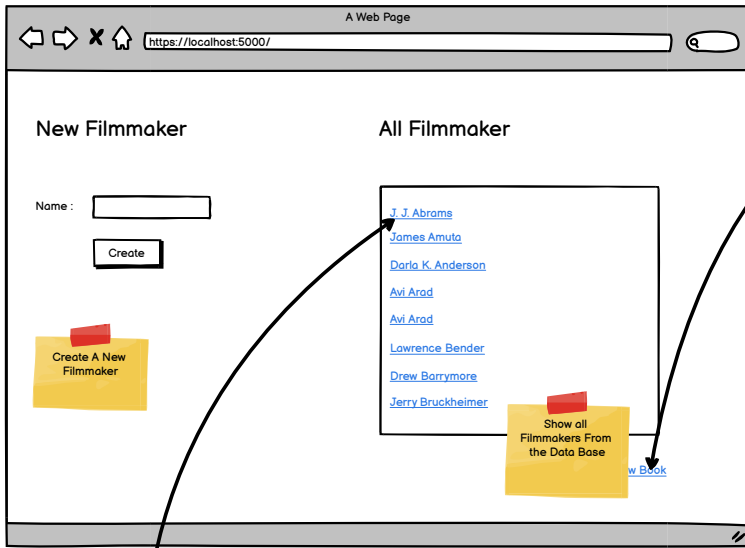 A Web Page
https://localhost:5000/
New Filmmaker
All Filmmaker
Name :
Create
J. J. Abrams
James Amuta
Darla K. Anderson
Avi Arad
Avi Arad
Lawrence Bender
Drew Barrymore
Jerry Bruckheimer
Create A New
Filmmaker
Show all
Filmmakers From
the Data Base
w Book